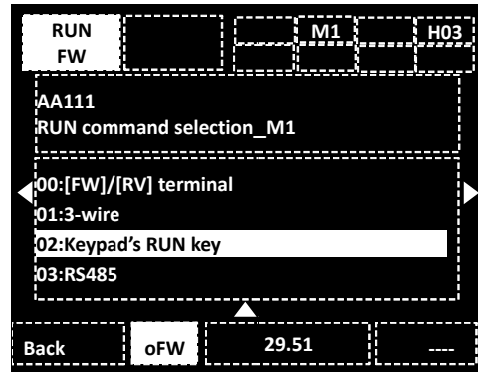 RUN
FW
M1
H03
AA111
RUN command selection_M1
00:[FW]/[RV] terminal
01:3-wire
02:Keypad's RUN key
03:RS485
Back
oFW
29.51
----